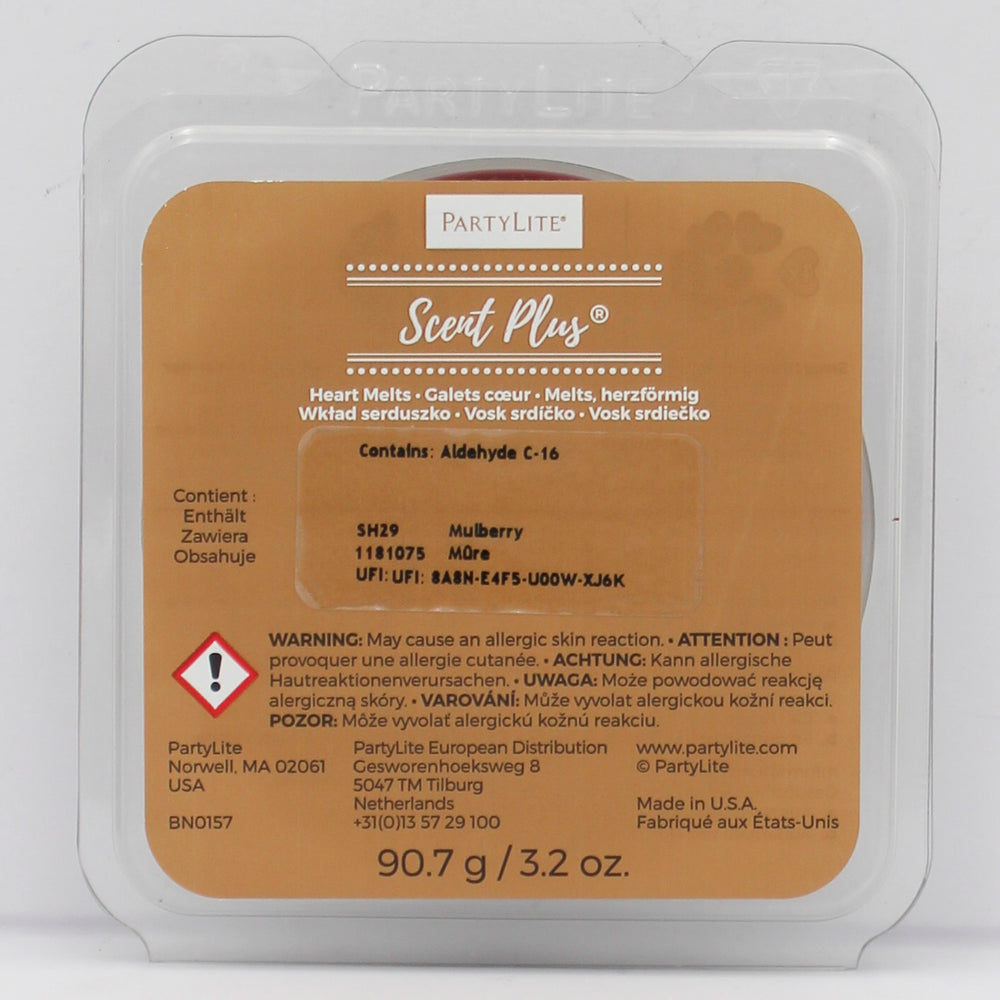 PARTYLITE
PARTYLITE®
Scent Plus®
Heart Melts • Galets cœur • Melts, herzförmig
Wkład serduszko • Vosk srdíčko • Vosk srdiečko
Contains: Aldehyde C-16
Contient :
Enthält
Zawiera
Obsahuje
SH29 Mulberry
1181075 Mûre
UFI: UFI: 8A8N-E4F5-U00W-XJ6K
WARNING: May cause an allergic skin reaction. • ATTENTION : Peut
provoquer une allergie cutanée. • ACHTUNG: Kann allergische
Hautreaktionenverursachen. • UWAGA: Może powodować reakcję
alergiczną skóry. • VAROVÁNÍ: Může vyvolat alergickou kožní reakci.
POZOR: Môže vyvolať alergickú kožnú reakciu.
PartyLite
Norwell, MA 02061
USA
BN0157
PartyLite European Distribution
Gesworenhoeksweg 8
5047 TM Tilburg
Netherlands
+31(0)13 57 29 100
www.partylite.com
© PartyLite
Made in U.S.A.
Fabriqué aux États-Unis
90.7 g / 3.2 oz.